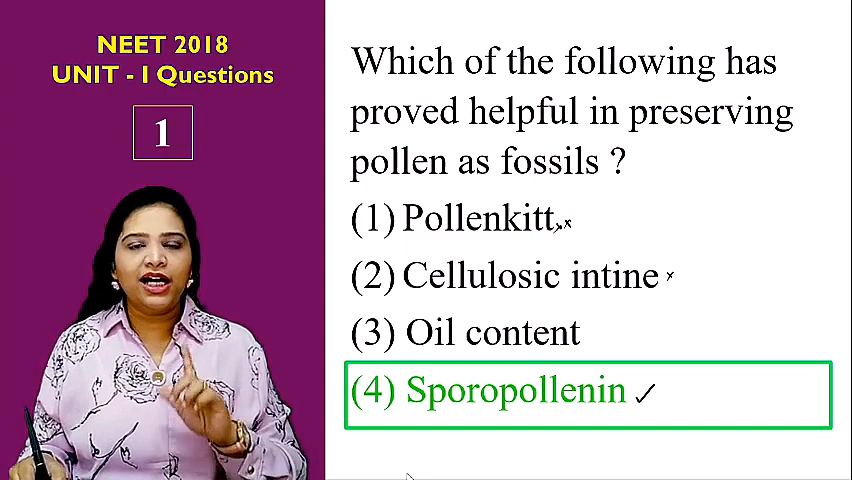 NEET 2018
UNIT - I Questions
1
Which of the following has
proved helpful in preserving
pollen as fossils ?
(1) Pollenkitt
(2) Cellulosic intine
(3) Oil content
(4) Sporopollenin